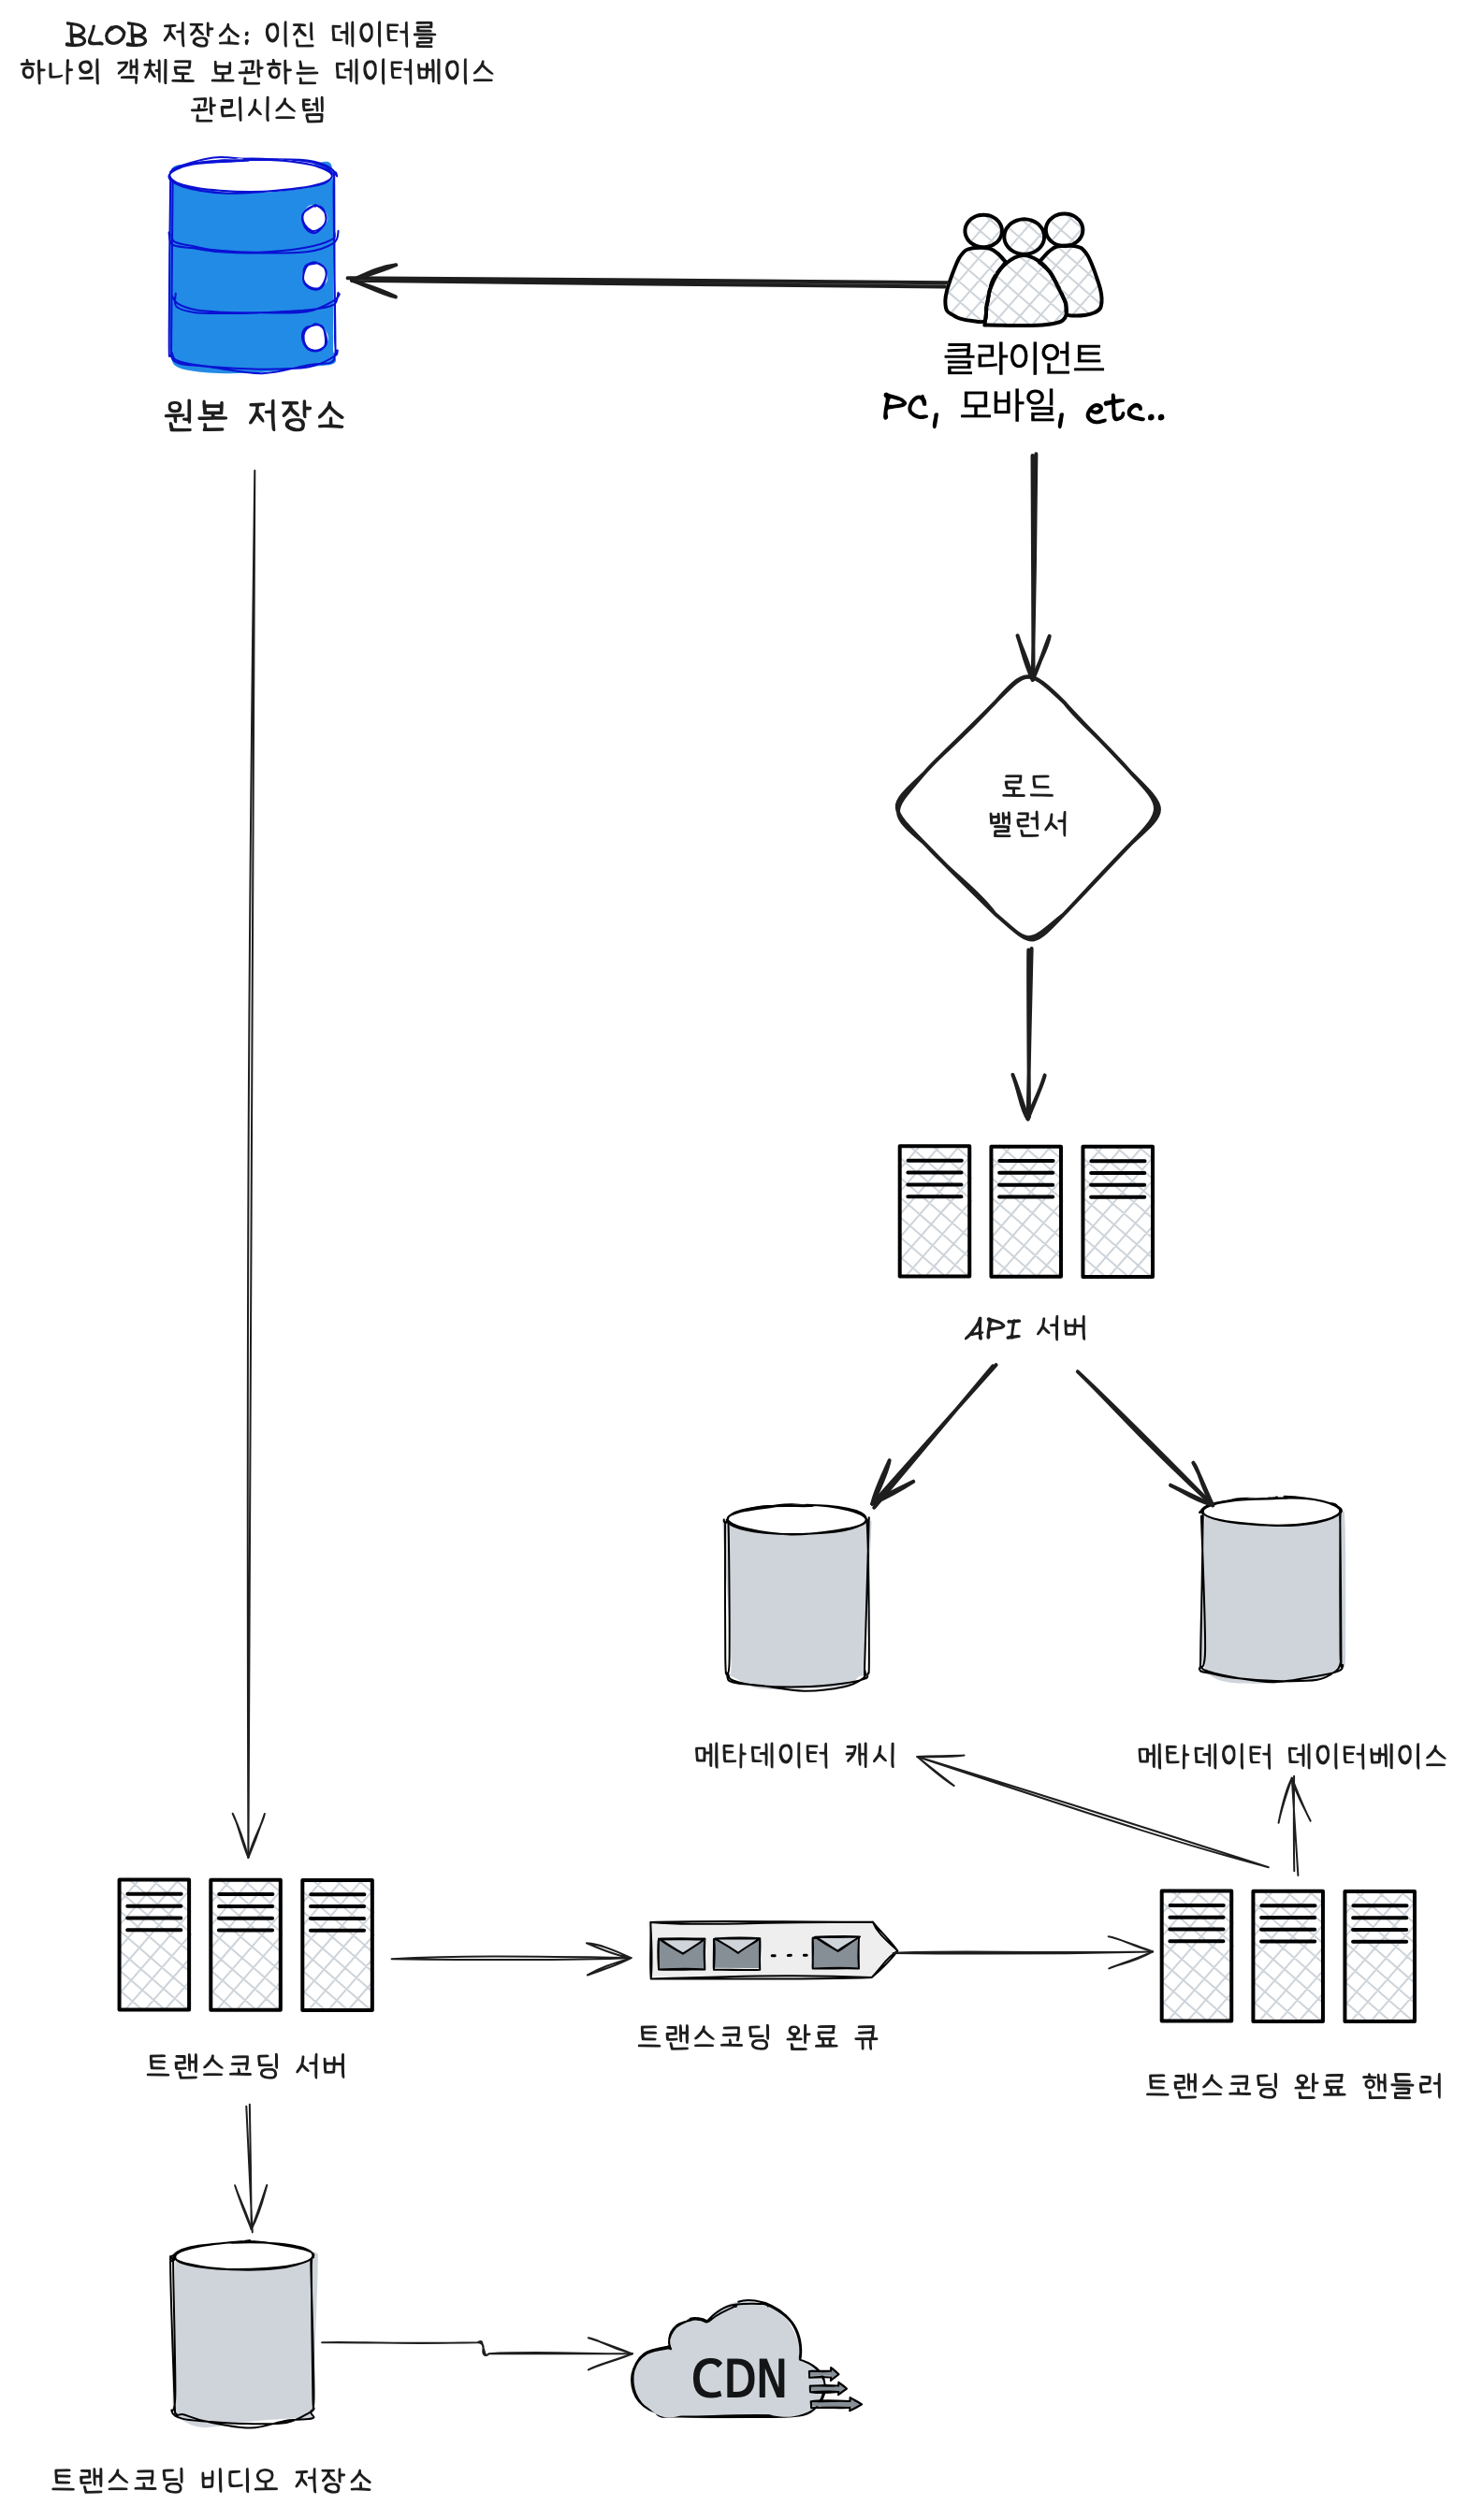 BLOB 저장소; 이진 데이터를
하나의 객체로 보관하는 데이터베이스
관리시스템
원본 저장소
클라이언트
PC, 모바일, etc..
로드
밸런서
API 서버
메타데이터 캐시
메타데이터 데이터베이스
트랜스코딩 서버
트랜스코딩 완료 큐
트랜스코딩 완료 핸들러
CDN
트랜스코딩 비디오 저장소